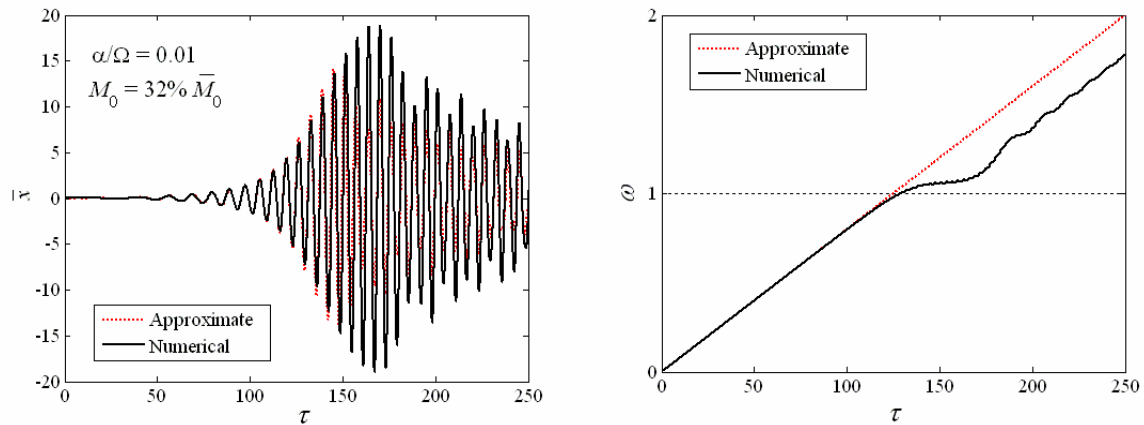 20
15
10
5
0
-5
-10
-15
-20
x̄
α/Ω = 0.01
M₀ = 32% M̅₀
Approximate
Numerical
0 50 100 150 200 250
τ
2
1
0
ω
Approximate
Numerical
0 50 100 150 200 250
τ